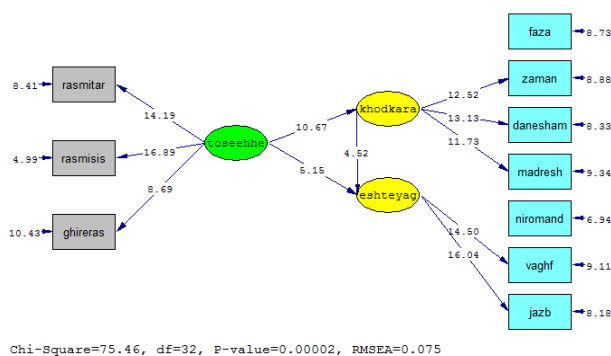 faza
8.73
8.41
rasmitar
12.52
zaman
8.88
14.19
khodkara
13.13
danesham
8.33
10.67
11.73
4.99
rasmisis
16.89
toseehhe
4.52
madresh
9.34
5.15
8.69
eshteyag
niromand
6.94
10.43
ghireras
14.50
16.04
vaghf
9.11
jazb
8.18
Chi-Square=75.46, df=32, P-value=0.00002, RMSEA=0.075